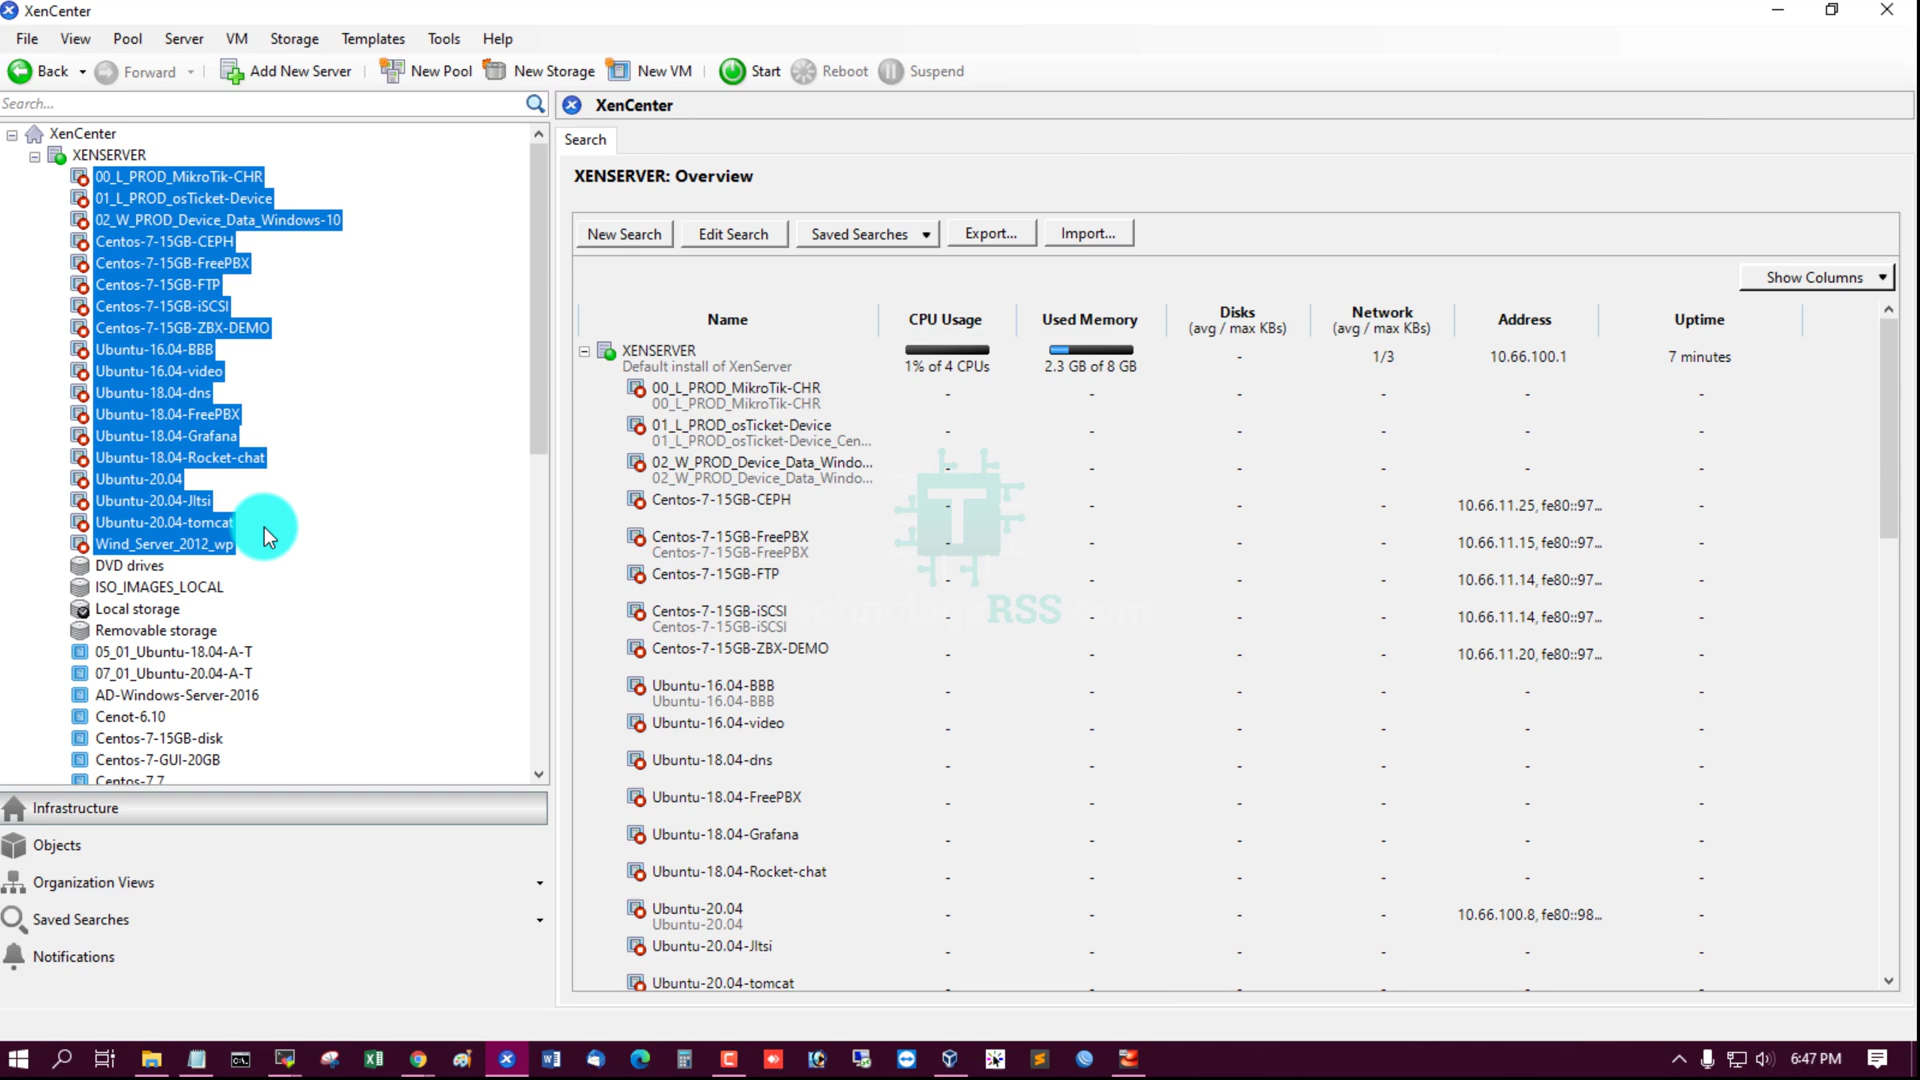 XenCenter
File View Pool Server VM Storage Templates Tools Help
Back Forward Add New Server New Pool New Storage New VM Start Reboot Suspend
Search...
XenCenter
XENSERVER
00_L_PROD_MikroTik-CHR
01_L_PROD_osTicket-Device
02_W_PROD_Device_Data_Windows-10
Centos-7-15GB-CEPH
Centos-7-15GB-FreePBX
Centos-7-15GB-FTP
Centos-7-15GB-iSCSI
Centos-7-15GB-ZBX-DEMO
Ubuntu-16.04-BBB
Ubuntu-16.04-video
Ubuntu-18.04-dns
Ubuntu-18.04-FreePBX
Ubuntu-18.04-Grafana
Ubuntu-18.04-Rocket-chat
Ubuntu-20.04
Ubuntu-20.04-JItsi
Ubuntu-20.04-tomcat
Wind_Server_2012_wp
DVD drives
ISO_IMAGES_LOCAL
Local storage
Removable storage
05_01_Ubuntu-18.04-A-T
07_01_Ubuntu-20.04-A-T
AD-Windows-Server-2016
Cenot-6.10
Centos-7-15GB-disk
Centos-7-GUI-20GB
Centos-7.7
Infrastructure
Objects
Organization Views
Saved Searches
Notifications
XenCenter
Search
XENSERVER: Overview
New Search Edit Search Saved Searches Export... Import...
Show Columns
Name CPU Usage Used Memory Disks Network Address Uptime
(avg / max KBs) (avg / max KBs)
XENSERVER
Default install of XenServer 1% of 4 CPUs 2.3 GB of 8 GB - 1/3 10.66.100.1 7 minutes
00_L_PROD_MikroTik-CHR - - - - - -
00_L_PROD_MikroTik-CHR
01_L_PROD_osTicket-Device - - - - - -
01_L_PROD_osTicket-Device_Cen...
02_W_PROD_Device_Data_Windo... - - - - - -
02_W_PROD_Device_Data_Windo...
Centos-7-15GB-CEPH - - - - 10.66.11.25, fe80::97... -
Centos-7-15GB-FreePBX - - - - 10.66.11.15, fe80::97... -
Centos-7-15GB-FreePBX
Centos-7-15GB-FTP - - - - 10.66.11.14, fe80::97... -
Centos-7-15GB-iSCSI - - - - 10.66.11.14, fe80::97... -
Centos-7-15GB-iSCSI
Centos-7-15GB-ZBX-DEMO - - - - 10.66.11.20, fe80::97... -
Ubuntu-16.04-BBB - - - - - -
Ubuntu-16.04-BBB
Ubuntu-16.04-video - - - - - -
Ubuntu-18.04-dns - - - - - -
Ubuntu-18.04-FreePBX - - - - - -
Ubuntu-18.04-Grafana - - - - - -
Ubuntu-18.04-Rocket-chat - - - - - -
Ubuntu-20.04 - - - - 10.66.100.8, fe80::98... -
Ubuntu-20.04
Ubuntu-20.04-JItsi - - - - - -
Ubuntu-20.04-tomcat - - - - - -
T
TechnologyRSS.com
6:47 PM